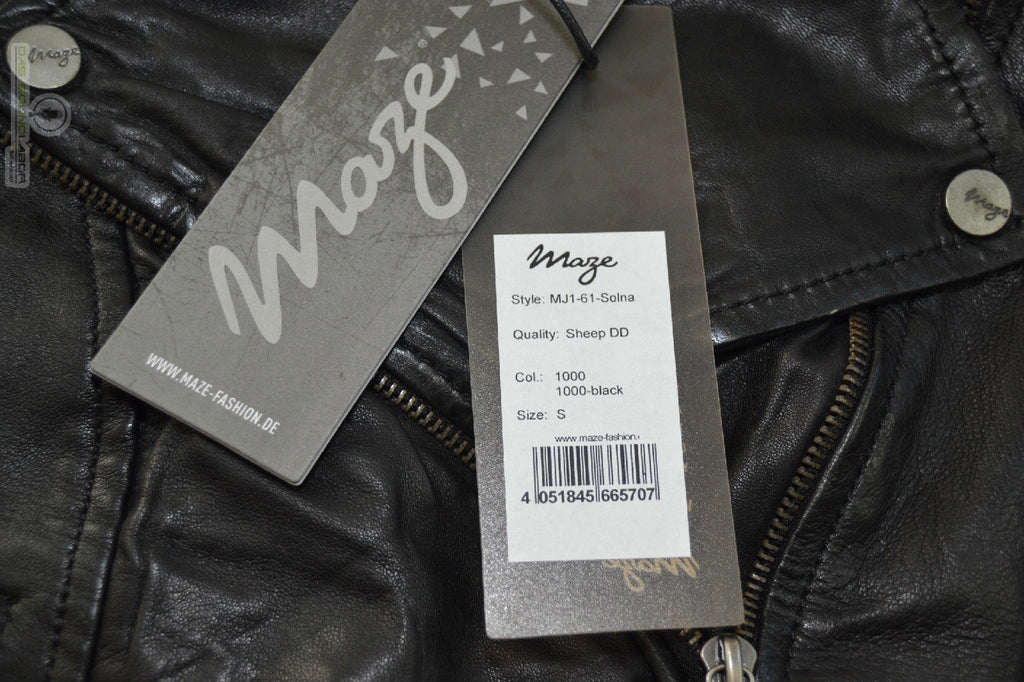 maze
maze®
WWW.MAZE-FASHION.DE
maze
Style: MJ1-61-Solna
Quality: Sheep DD
Col.: 1000
1000-black
Size: S
www.maze-fashion.
4 051845 665707
maze
maze